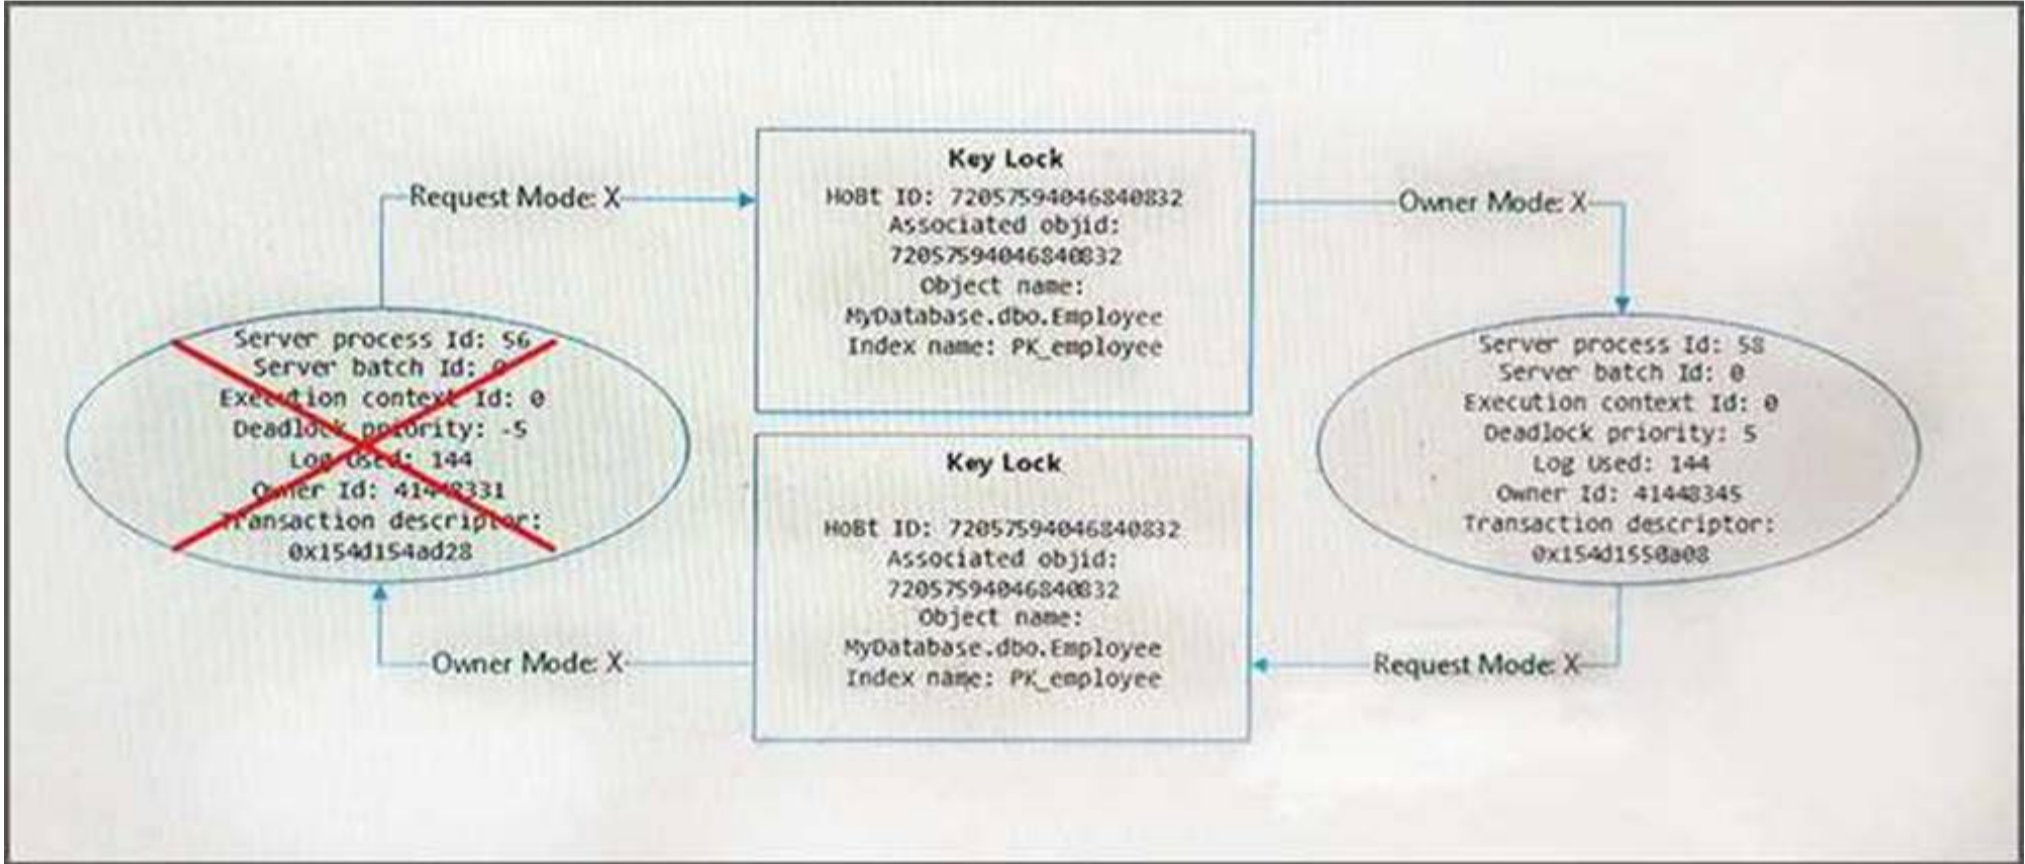 Key Lock
HoBt ID: 72057594046840832
Associated objid:
72057594046840832
Object name:
MyDatabase.dbo.Employee
Index name: PK_employee
Request Mode: X
Owner Mode: X
Server process Id: 56
Server batch Id: 0
Execution context Id: 0
Deadlock priority: -5
Log Used: 144
Owner Id: 41448331
Transaction descriptor:
0x154d154ad28
Server process Id: 58
Server batch Id: 0
Execution context Id: 0
Deadlock priority: 5
Log Used: 144
Owner Id: 41448345
Transaction descriptor:
0x154d1550a08
Key Lock
HoBt ID: 72057594046840832
Associated objid:
72057594046840832
Object name:
MyDatabase.dbo.Employee
Index name: PK_employee
Owner Mode: X
Request Mode: X